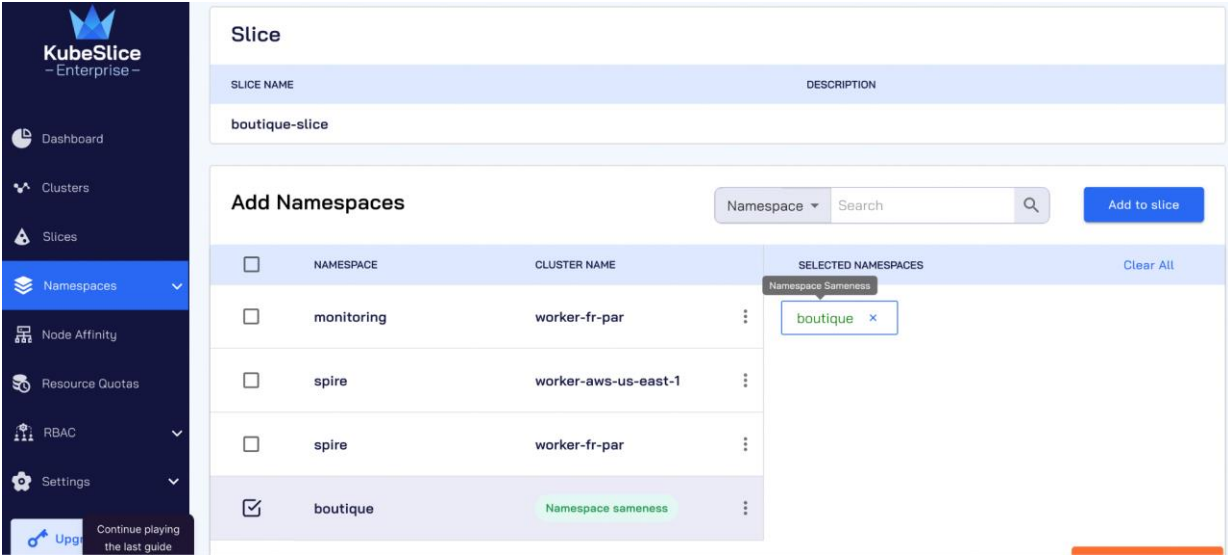 KubeSlice
–Enterprise–
Dashboard
Clusters
Slices
Namespaces
Node Affinity
Resource Quotas
RBAC
Settings
Continue playing
the last guide
Slice
SLICE NAME DESCRIPTION
boutique-slice
Add Namespaces Namespace Search Add to slice
NAMESPACE CLUSTER NAME SELECTED NAMESPACES Clear All
Namespace Sameness
monitoring worker-fr-par boutique ×
spire worker-aws-us-east-1
spire worker-fr-par
boutique Namespace sameness